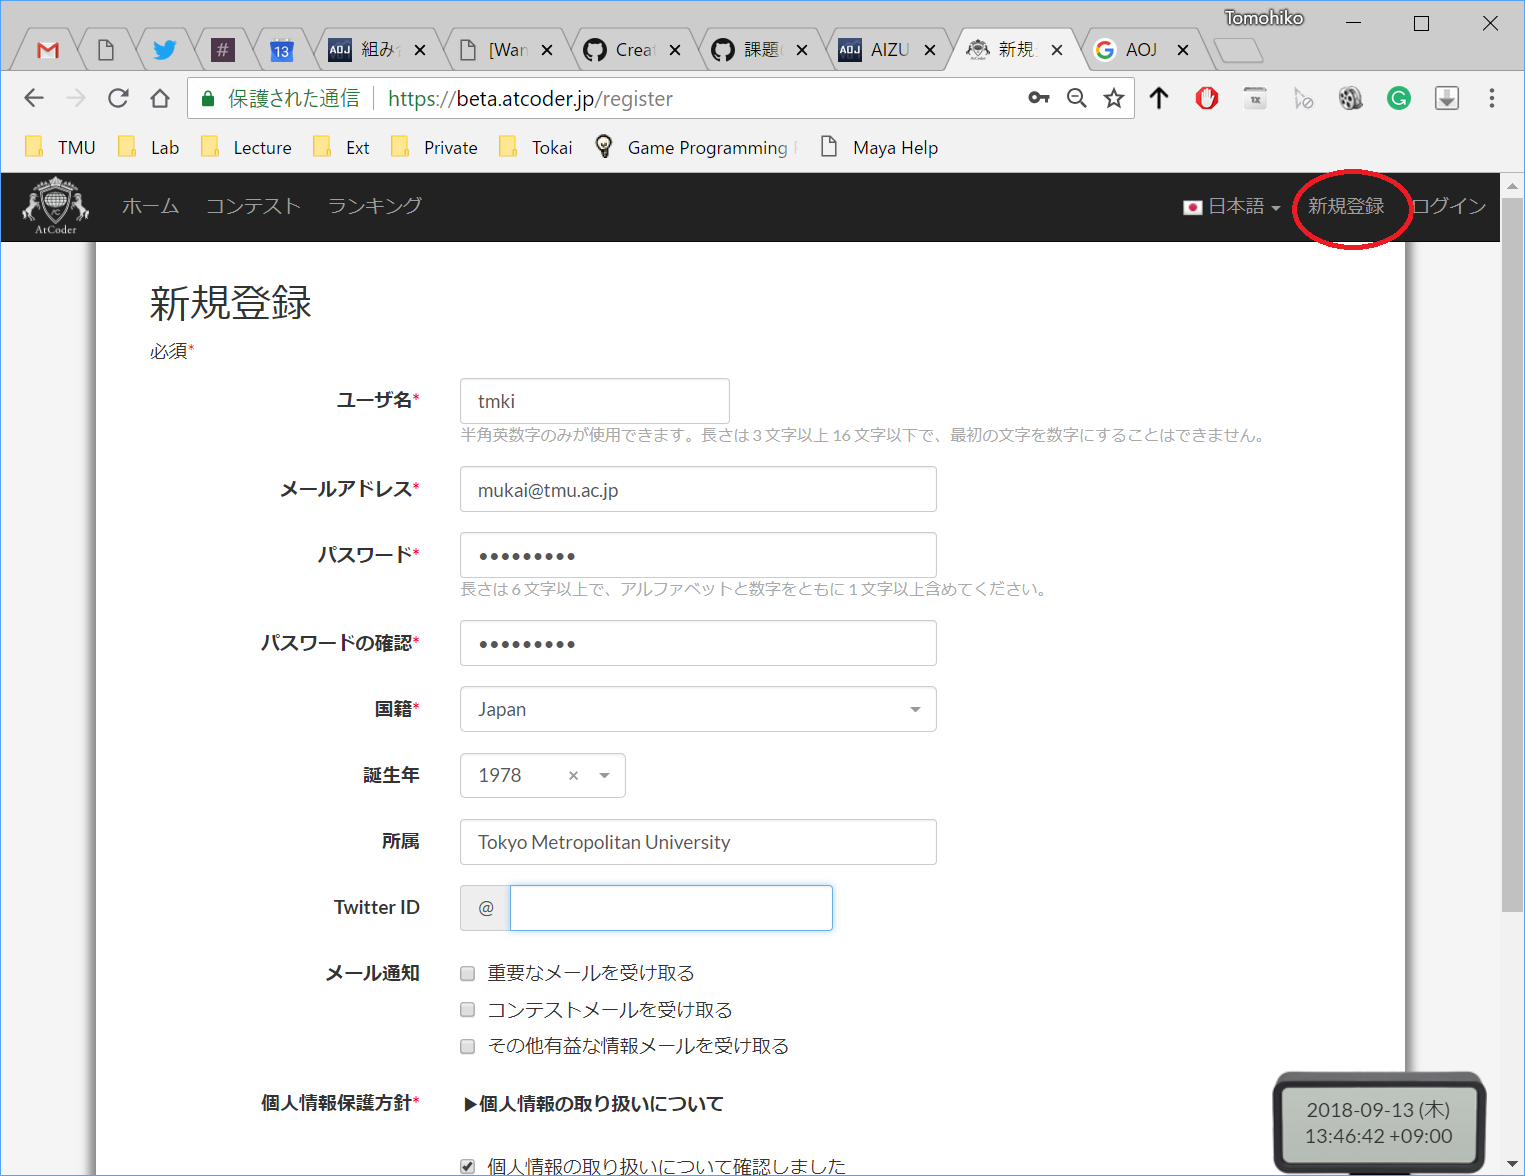 Tomohiko
13
AOJ 組み
[War
Crea
課題
AOJ AIZU
新規
AOJ
保護された通信 https://beta.atcoder.jp/register
1x
TMU Lab Lecture Ext Private Tokai Game Programming Maya Help
AtCoder ホーム コンテスト ランキング 日本語 新規登録 ログイン
新規登録
必須*
ユーザ名* tmki
半角英数字のみが使用できます。長さは 3 文字以上 16 文字以下で、最初の文字を数字にすることはできません。
メールアドレス* mukai@tmu.ac.jp
パスワード* •••••••••
長さは 6 文字以上で、アルファベットと数字をともに 1 文字以上含めてください。
パスワードの確認* •••••••••
国籍* Japan
誕生年 1978 ×
所属 Tokyo Metropolitan University
Twitter ID @
メール通知 重要なメールを受け取る
コンテストメールを受け取る
その他有益な情報メールを受け取る
個人情報保護方針* ▶個人情報の取り扱いについて
個人情報の取り扱いについて確認しました
2018-09-13 (木)
13:46:42 +09:00